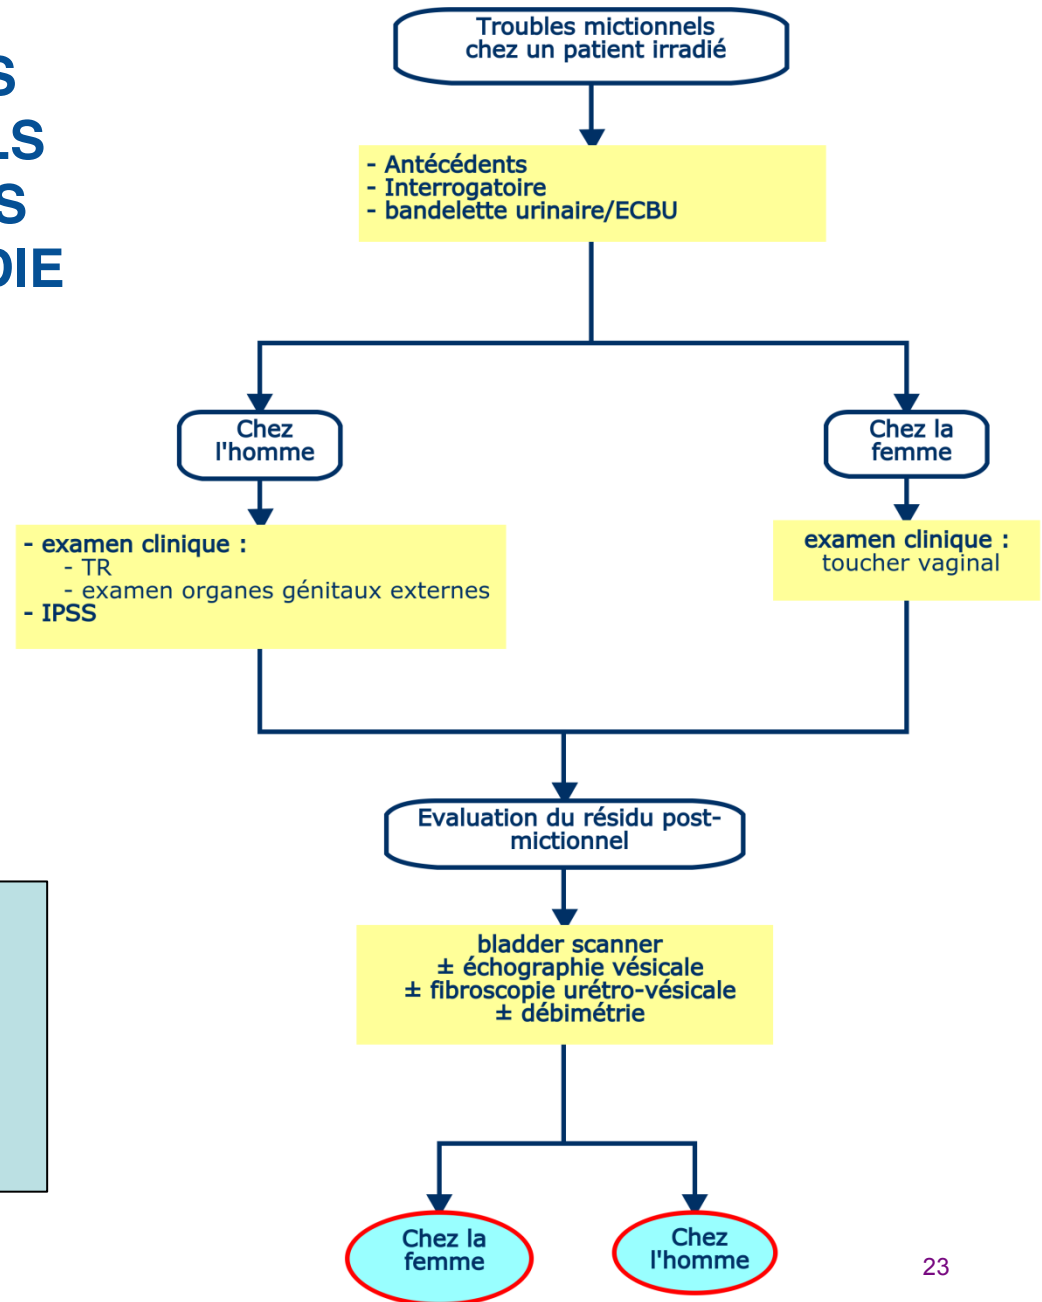 S
LS
S
DIE
Troubles mictionnels
chez un patient irradié
- Antécédents
- Interrogatoire
- bandelette urinaire/ECBU
Chez
l'homme
Chez la
femme
- examen clinique :
- TR
- examen organes génitaux externes
- IPSS
examen clinique :
toucher vaginal
Evaluation du résidu post-
mictionnel
bladder scanner
± échographie vésicale
± fibroscopie urétro-vésicale
± débimétrie
Chez la
femme
Chez
l'homme
23